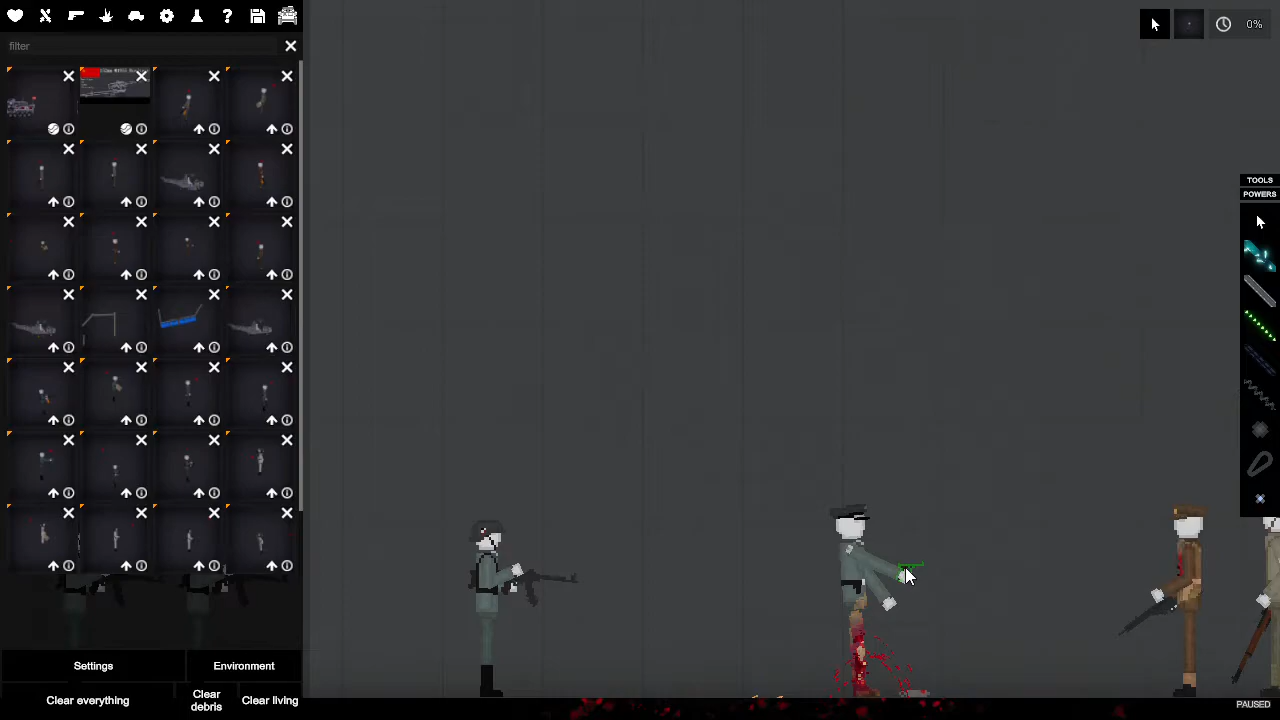 0%
filter
TOOLS
POWERS
Settings
Environment
Clear everything
Clear
debris
Clear living
PAUSED